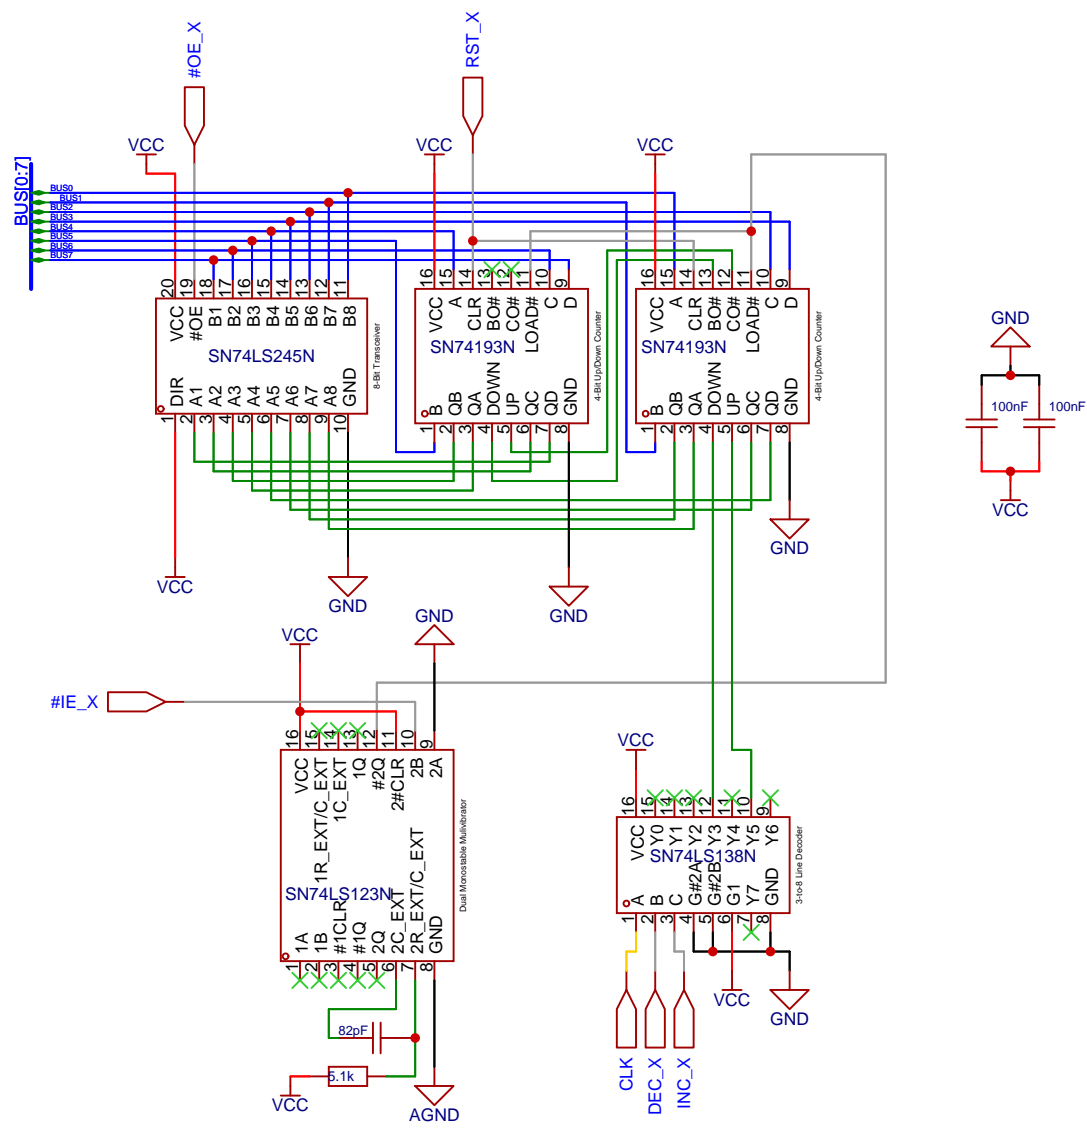 #OE_X
RST_X
VCC
VCC
VCC
BUS[0:7]
BUS0
BUS1
BUS2
BUS3
BUS4
BUS5
BUS6
BUS7
20 19 18 17 16 15 14 13 12 11
VCC #OE B1 B2 B3 B4 B5 B6 B7 B8
SN74LS245N
8-Bit Transceiver
DIR A1 A2 A3 A4 A5 A6 A7 A8 GND
1 2 3 4 5 6 7 8 9 10
16 15 14 13 12 11 10 9
VCC A CLR BO# CO# LOAD# C D
SN74193N
4-Bit Up/Down Counter
B QB QA DOWN UP QC QD GND
1 2 3 4 5 6 7 8
16 15 14 13 12 11 10 9
VCC A CLR BO# CO# LOAD# C D
SN74193N
4-Bit Up/Down Counter
B QB QA DOWN UP QC QD GND
1 2 3 4 5 6 7 8
GND
100nF
100nF
VCC
GND
VCC
GND
GND
GND
VCC
#IE_X
16 15 14 13 12 11 10 9
VCC 1R_EXT/C_EXT 1C_EXT 1Q #2Q 2#CLR 2B 2A
SN74LS123N
Dual Monostable Mulivibrator
1A 1B #1CLR #1Q 2Q 2C_EXT 2R_EXT/C_EXT GND
1 2 3 4 5 6 7 8
82pF
5.1k
VCC
AGND
VCC
16 15 14 13 12 11 10 9
VCC Y0 Y1 Y2 Y3 Y4 Y5 Y6
SN74LS138N
3-to-8 Line Decoder
A B C G#2A G#2B G1 Y7 GND
1 2 3 4 5 6 7 8
VCC
GND
CLK
DEC_X
INC_X